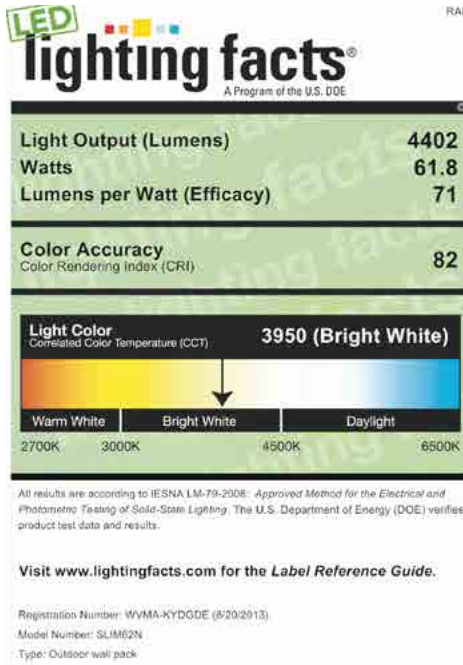 LED
RA
lighting facts®
A Program of the U.S. DOE
Light Output (Lumens) 4402
Watts 61.8
Lumens per Watt (Efficacy) 71
Color Accuracy 82
Color Rendering Index (CRI)
Light Color
Correlated Color Temperature (CCT) 3950 (Bright White)
Warm White Bright White Daylight
2700K 3000K 4500K 6500K
All results are according to IESNA LM-79-2008: Approved Method for the Electrical and
Photometric Testing of Solid-State Lighting. The U.S. Department of Energy (DOE) verifies
product test data and results.
Visit www.lightingfacts.com for the Label Reference Guide.
Registration Number: WVMA-KYDGDE (8/20/2013)
Model Number: SLIM62N
Type: Outdoor wall pack